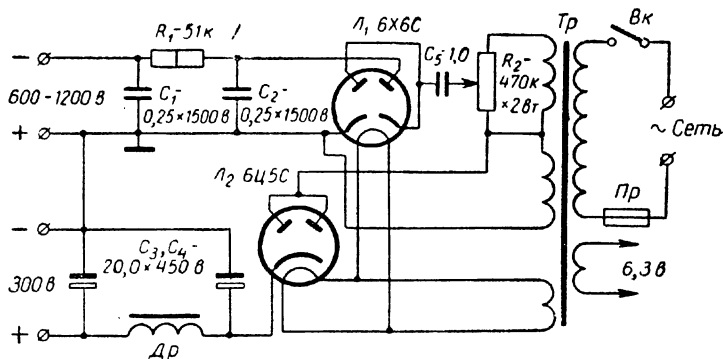 R₁-51к
Л₁ 6Х6С
Тр
Вк
C₅-1,0
R₂-
470к
×2Вт
–
600-1200 В
+
C₁-
0,25×1500 В
C₂-
0,25×1500 В
~ Сеть
Л₂ 6Ц5С
Пр
–
300 В
+
C₃, C₄-
20,0×450 В
6,3 В
Др